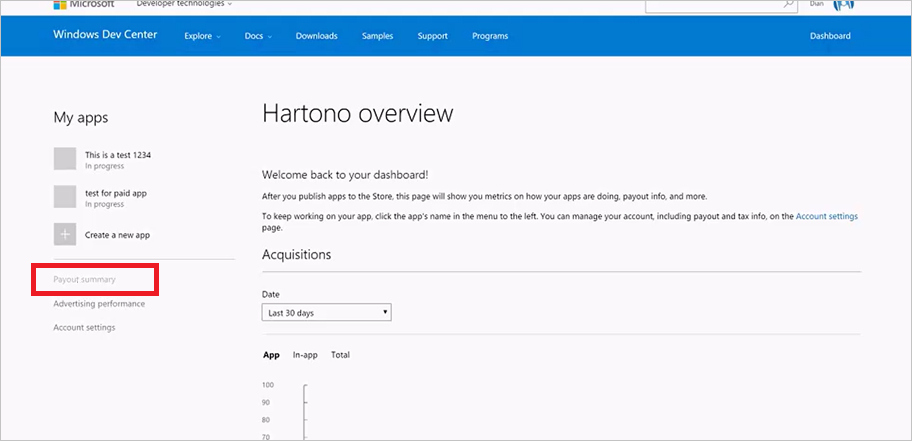 Microsoft Developer technologies Dian
Windows Dev Center Explore Docs Downloads Samples Support Programs Dashboard
My apps
This is a test 1234
In progress
test for paid app
In progress
Create a new app
Payout summary
Advertising performance
Account settings
Hartono overview
Welcome back to your dashboard!
After you publish apps to the Store, this page will show you metrics on how your apps are doing, payout info, and more.
To keep working on your app, click the app's name in the menu to the left. You can manage your account, including payout and tax info, on the Account settings
page.
Acquisitions
Date
Last 30 days
App In-app Total
100
90
80
70